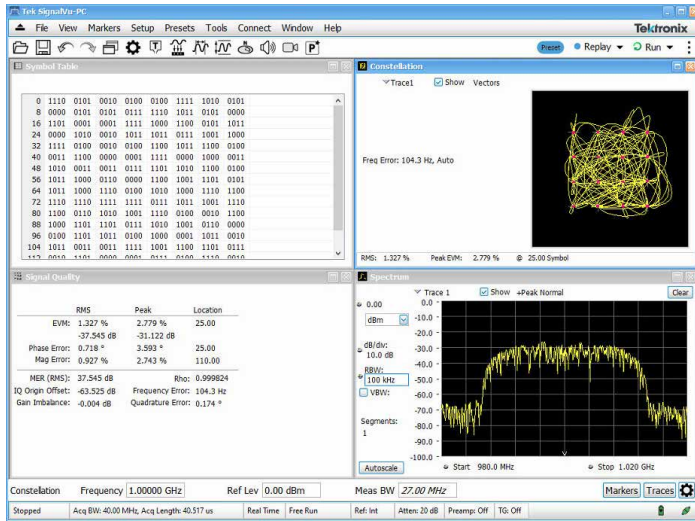 Tek SignalVu-PC
File View Markers Setup Presets Tools Connect Window Help
Tektronix
Preset Replay Run
Symbol Table
0 1110 0101 0010 0100 0100 1111 1010 0101
8 0000 0101 0101 0111 1110 1011 0101 0000
16 1101 0001 0001 1111 1000 1100 0101 1011
24 0000 1010 0010 1011 1011 0111 1001 1000
32 1111 0100 0010 0100 1100 1011 1100 0100
40 0011 1100 0000 0001 1111 0000 1000 0011
48 1010 0011 0011 1111 1101 1010 1100 0100
56 1011 1000 0110 0000 1100 1001 1101 0101
64 1011 1000 1110 0100 1010 1000 1110 1100
72 1110 1111 1111 1111 0111 1011 0111 1001
80 1100 0110 1010 1001 1110 0100 0010 1100
88 1000 1101 1101 0111 1010 1001 0110 0000
96 0100 1101 1011 0100 1000 0001 1011 0010
104 1011 0011 0011 1111 1001 1100 1101 0111
Constellation
Trace1 Show Vectors
Freq Error: 104.3 Hz, Auto
RMS: 1.327 % Peak EVM: 2.779 % @ 25.00 Symbol
Signal Quality
RMS Peak Location
EVM: 1.327 % 2.779 % 25.00
-37.545 dB -31.122 dB
Phase Error: 0.718 ° 3.593 ° 25.00
Mag Error: 0.927 % 2.743 % 110.00
MER (RMS): 37.545 dB Rho: 0.999824
IQ Origin Offset: -63.525 dB Frequency Error: 104.3 Hz
Gain Imbalance: -0.004 dB Quadrature Error: 0.174 °
Spectrum
Trace 1 Show +Peak Normal Clear
0.00
dBm
dB/div:
10.0 dB
RBW:
100 kHz
VBW:
Segments:
1
Autoscale
0.0
-10.0
-20.0
-30.0
-40.0
-50.0
-60.0
-70.0
-80.0
-90.0
-100.0
Start 980.0 MHz Stop 1.020 GHz
Constellation Frequency 1.00000 GHz Ref Lev 0.00 dBm Meas BW 27.00 MHz Markers Traces
Stopped Acq BW: 40.00 MHz, Acq Length: 40.517 us Real Time Free Run Ref: Int Atten: 20 dB Preamp: Off TG: Off